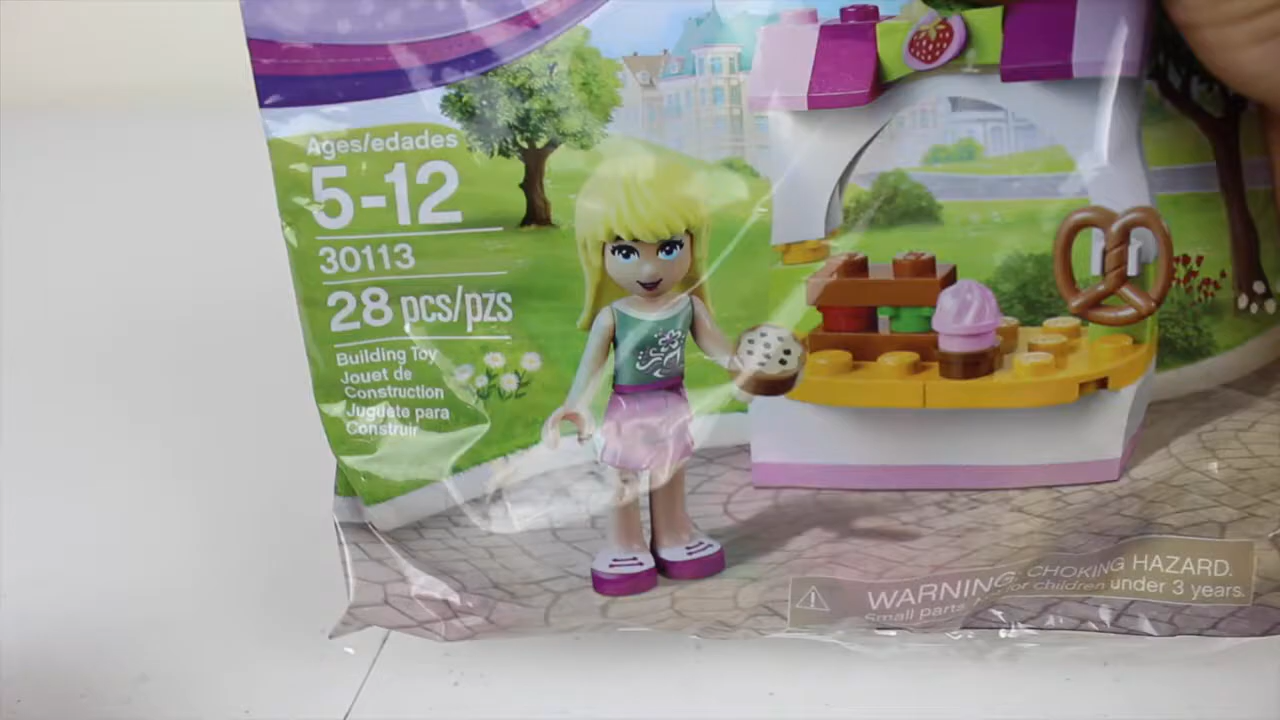 Ages/edades
5-12
30113
28 pcs/pzs
Building Toy
Jouet de
Construction
Juguete para
Construir
WARNING: CHOKING HAZARD.
Small parts for children under 3 years.